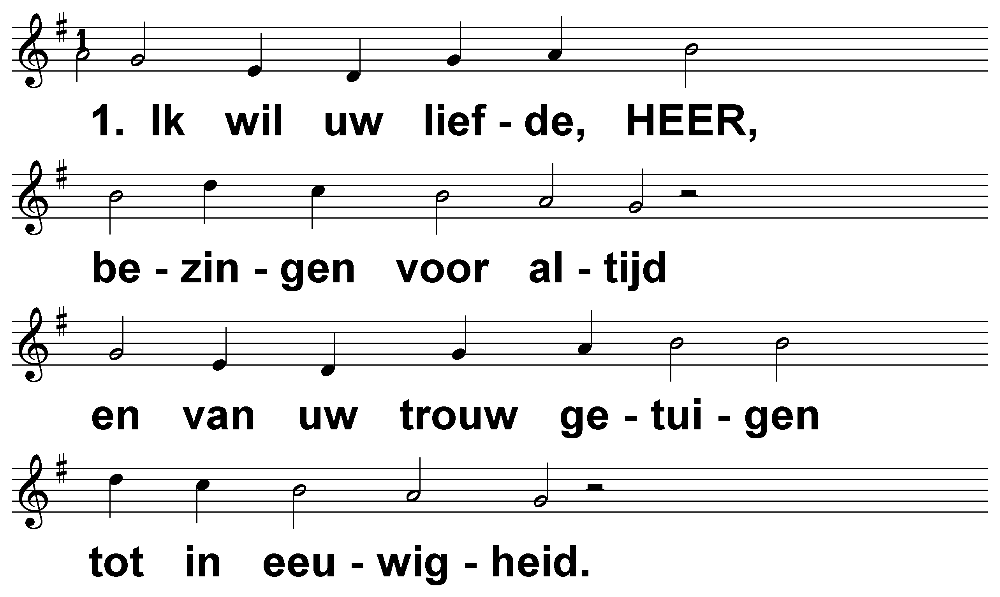 1
1. Ik wil uw lief - de, HEER,
be - zin - gen voor al - tijd
en van uw trouw ge - tui - gen
tot in eeu - wig - heid.